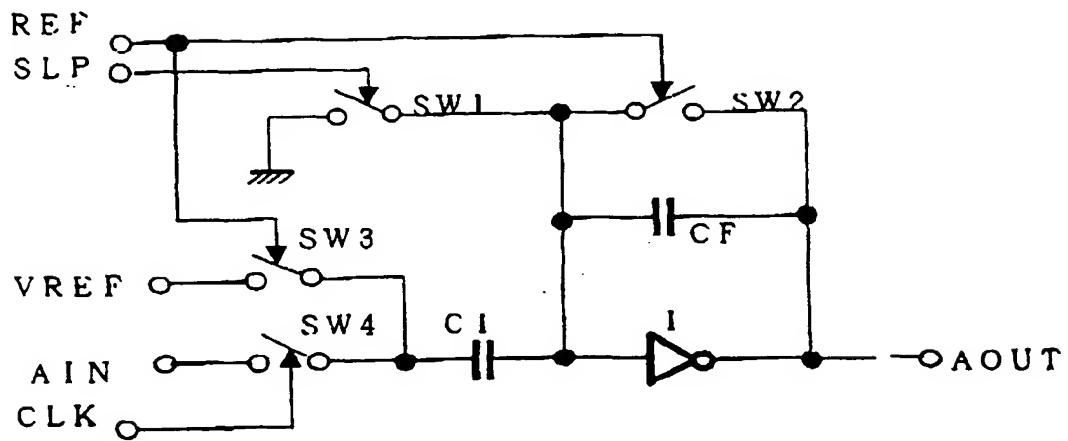 REF
SLP
SW1
SW2
CF
SW3
VREF
SW4
CI
I
AIN
AOUT
CLK